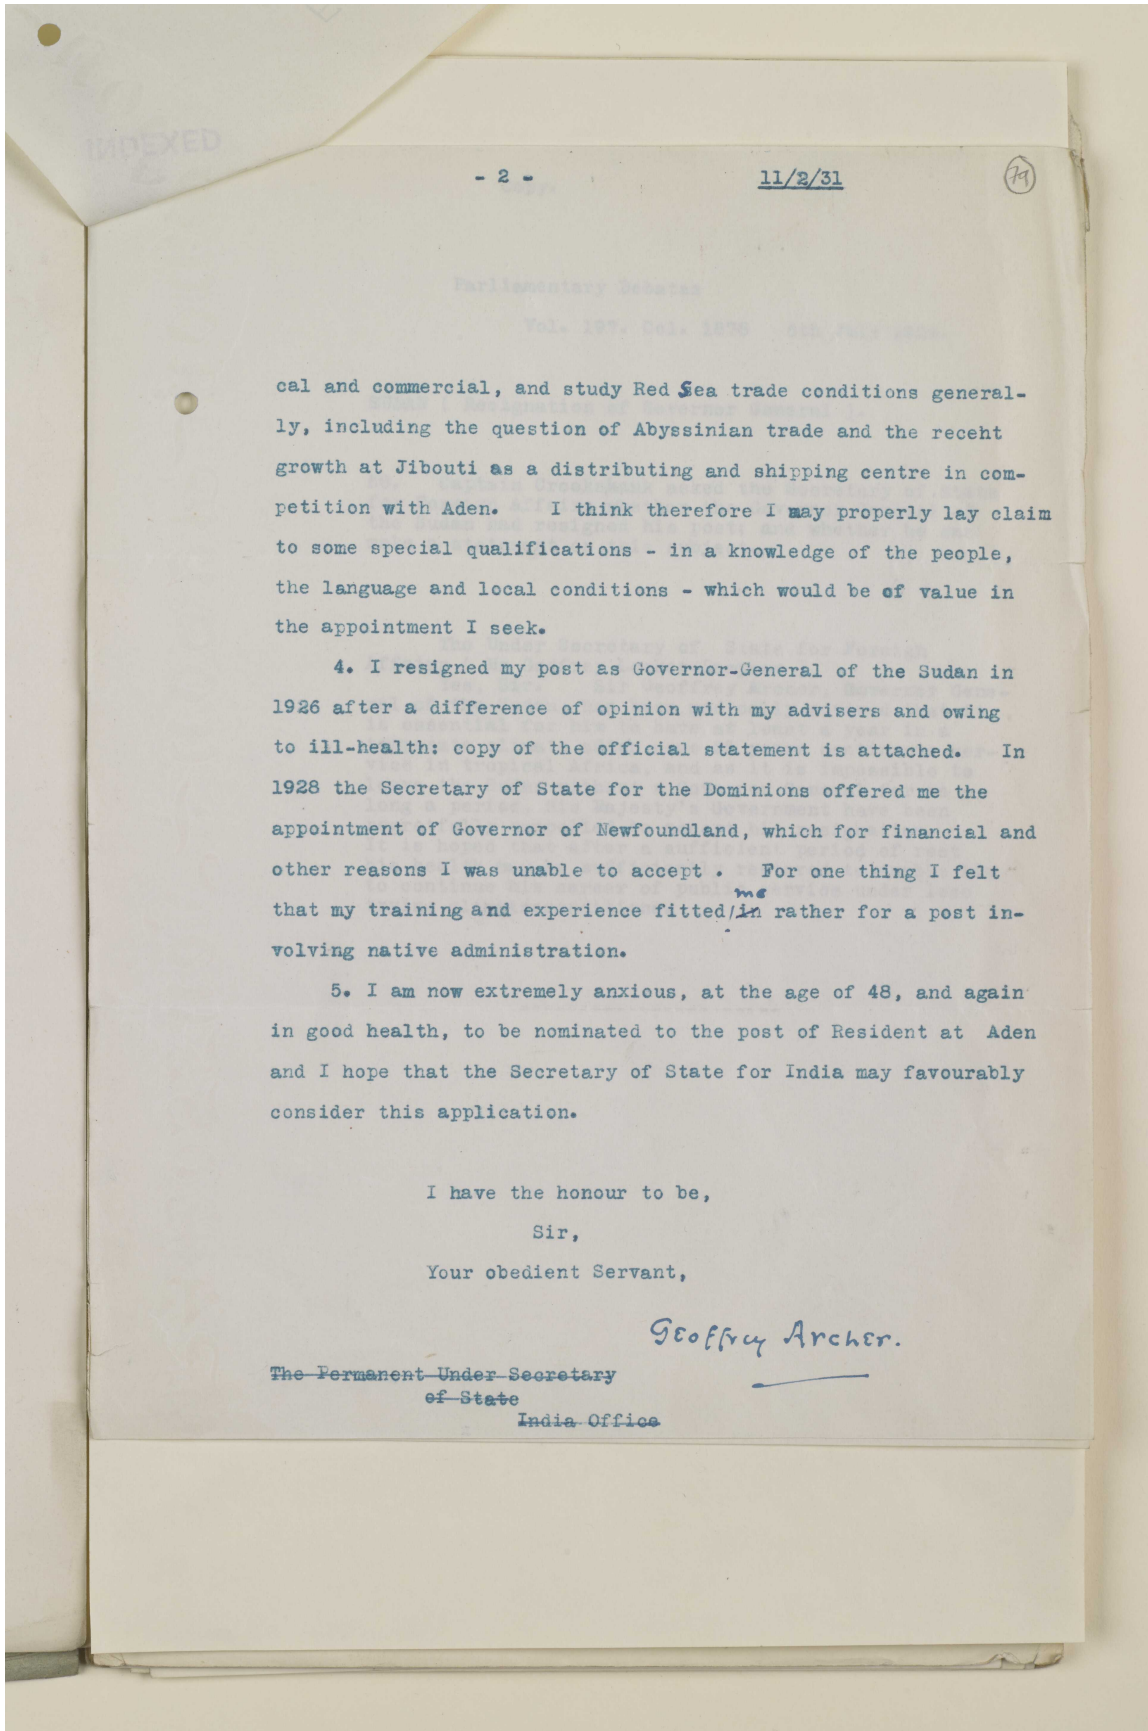 INDEXED
- 2 -
11/2/31
79
Parliamentary Debates
cal and commercial, and study Red Sea trade conditions general-
ly, including the question of Abyssinian trade and the receht
growth at Jibouti as a distributing and shipping centre in com-
petition with Aden. I think therefore I may properly lay claim
to some special qualifications - in a knowledge of the people,
the language and local conditions - which would be of value in
the appointment I seek.
4. I resigned my post as Governor-General of the Sudan in
1926 after a difference of opinion with my advisers and owing
to ill-health: copy of the official statement is attached. In
1928 the Secretary of State for the Dominions offered me the
appointment of Governor of Newfoundland, which for financial and
other reasons I was unable to accept . For one thing I felt
me
that my training and experience fitted/in rather for a post in-
volving native administration.
5. I am now extremely anxious, at the age of 48, and again
in good health, to be nominated to the post of Resident at Aden
and I hope that the Secretary of State for India may favourably
consider this application.
I have the honour to be,
Sir,
Your obedient Servant,
Geoffrey Archer.
The Permanent Under Secretary
of State
India Office